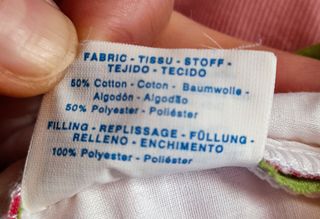 FABRIC - TISSU - STOFF -
TEJIDO - TECIDO
50% Cotton - Coton - Baumwolle -
Algodón - Algodão
50% Polyester - Poliéster
FILLING - REPLISSAGE - FÜLLUNG -
RELLENO - ENCHIMENTO
100% Polyester - Poliéster